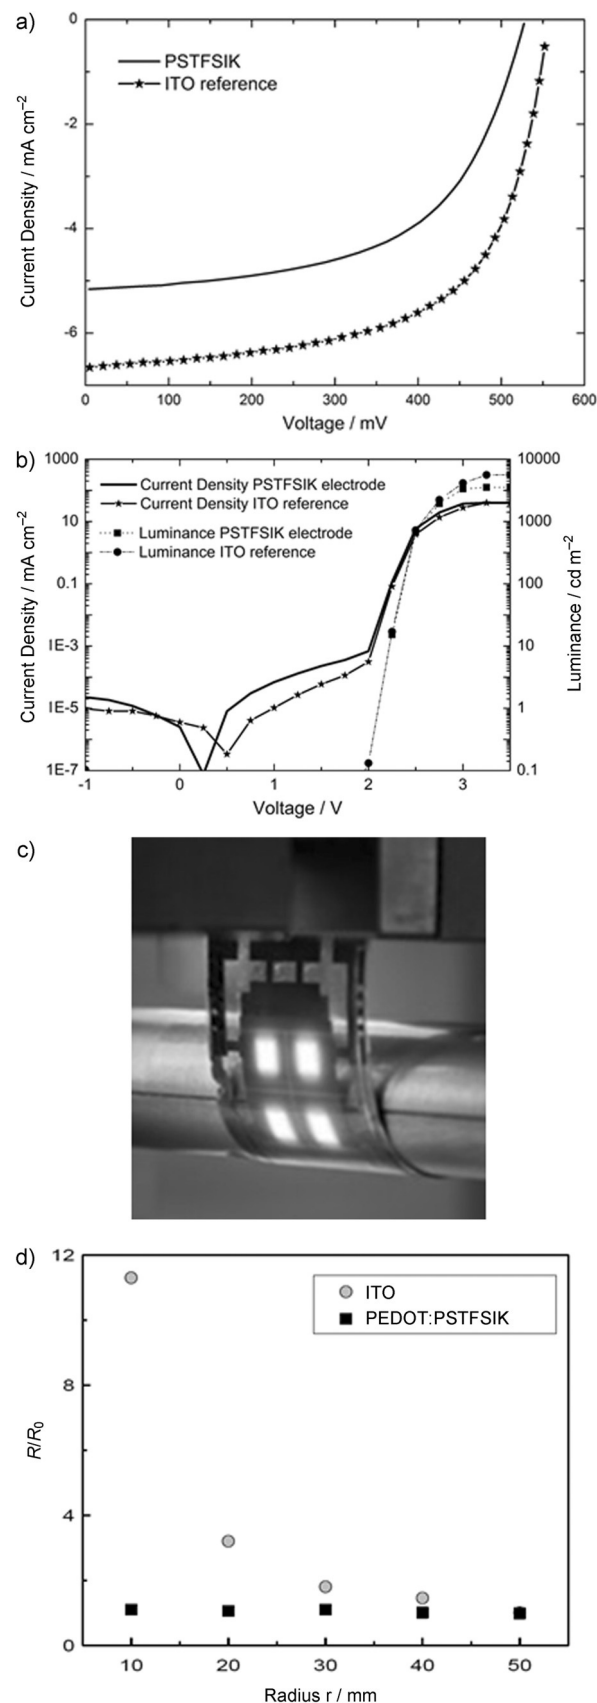 a)
0
-2
-4
-6
Current Density / mA cm⁻²
PSTFSIK
ITO reference
0 100 200 300 400 500 600
Voltage / mV
b)
1000
10
0.1
1E-3
1E-5
1E-7
Current Density / mA cm⁻²
Current Density PSTFSIK electrode
Current Density ITO reference
Luminance PSTFSIK electrode
Luminance ITO reference
10000
1000
100
10
1
0.1
Luminance / cd m⁻²
-1 0 1 2 3
Voltage / V
c)
d)
12
8
4
0
R/R₀
ITO
PEDOT:PSTFSIK
10 20 30 40 50
Radius r / mm